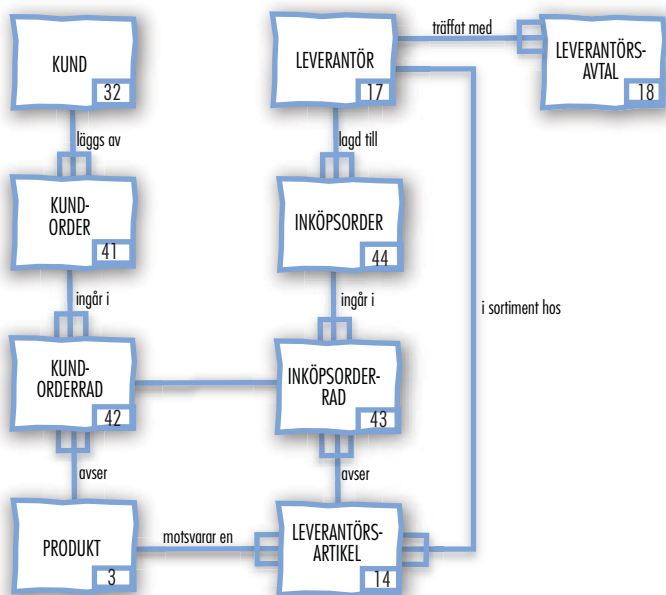 träffat med
KUND
32
LEVERANTÖR
17
LEVERANTÖRS-
AVTAL
18
läggs av
lagd till
KUND-
ORDER
41
INKÖPSORDER
44
ingår i
ingår i
i sortiment hos
KUND-
ORDERRAD
42
INKÖPSORDER-
RAD
43
avser
avser
PRODUKT
3
motsvarar en
LEVERANTÖRS-
ARTIKEL
14